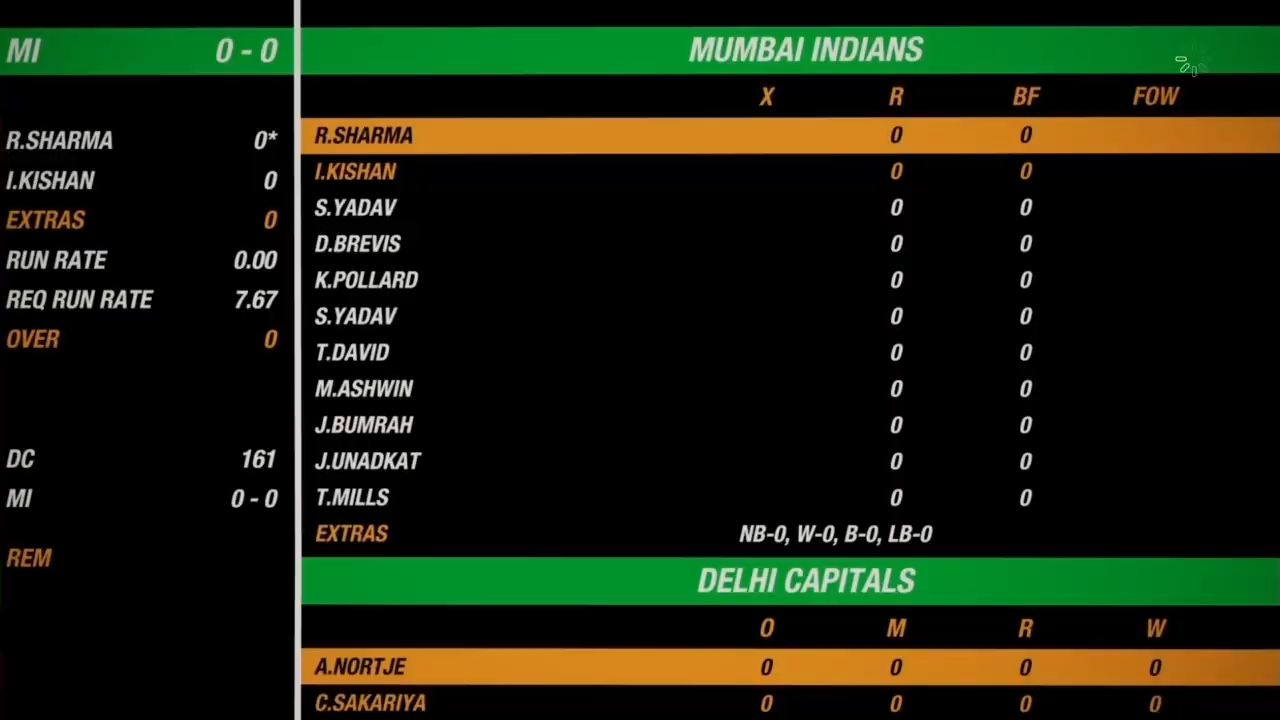 MI 0 - 0
R.SHARMA 0*
I.KISHAN 0
EXTRAS 0
RUN RATE 0.00
REQ RUN RATE 7.67
OVER 0
DC 161
MI 0 - 0
REM
MUMBAI INDIANS
X R BF FOW
R.SHARMA 0 0
I.KISHAN 0 0
S.YADAV 0 0
D.BREVIS 0 0
K.POLLARD 0 0
S.YADAV 0 0
T.DAVID 0 0
M.ASHWIN 0 0
J.BUMRAH 0 0
J.UNADKAT 0 0
T.MILLS 0 0
EXTRAS NB-0, W-0, B-0, LB-0
DELHI CAPITALS
O M R W
A.NORTJE 0 0 0 0
C.SAKARIYA 0 0 0 0